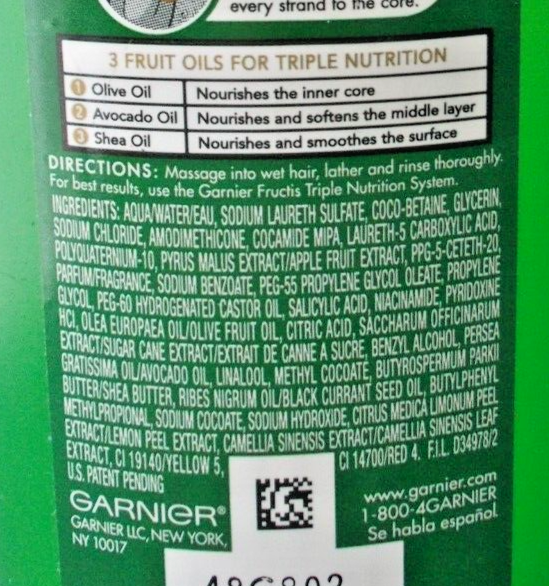 every strand to the core.
3 FRUIT OILS FOR TRIPLE NUTRITION
1 Olive Oil Nourishes the inner core
2 Avocado Oil Nourishes and softens the middle layer
3 Shea Oil Nourishes and smoothes the surface
DIRECTIONS: Massage into wet hair, lather and rinse thoroughly.
For best results, use the Garnier Fructis Triple Nutrition System.
INGREDIENTS: AQUA/WATER/EAU, SODIUM LAURETH SULFATE, COCO-BETAINE, GLYCERIN,
SODIUM CHLORIDE, AMODIMETHICONE, COCAMIDE MIPA, LAURETH-5 CARBOXYLIC ACID,
POLYQUATERNIUM-10, PYRUS MALUS EXTRACT/APPLE FRUIT EXTRACT, PPG-5-CETETH-20,
PARFUM/FRAGRANCE, SODIUM BENZOATE, PEG-55 PROPYLENE GLYCOL OLEATE, PROPYLENE
GLYCOL, PEG-60 HYDROGENATED CASTOR OIL, SALICYLIC ACID, NIACINAMIDE, PYRIDOXINE
HCI, OLEA EUROPAEA OIL/OLIVE FRUIT OIL, CITRIC ACID, SACCHARUM OFFICINARUM
EXTRACT/SUGAR CANE EXTRACT/EXTRAIT DE CANNE A SUCRE, BENZYL ALCOHOL, PERSEA
GRATISSIMA OIL/AVOCADO OIL, LINALOOL, METHYL COCOATE, BUTYROSPERMUM PARKII
BUTTER/SHEA BUTTER, RIBES NIGRUM OIL/BLACK CURRANT SEED OIL, BUTYLPHENYL
METHYLPROPIONAL, SODIUM COCOATE, SODIUM HYDROXIDE, CITRUS MEDICA LIMONUM PEEL
EXTRACT/LEMON PEEL EXTRACT, CAMELLIA SINENSIS EXTRACT/CAMELLIA SINENSIS LEAF
EXTRACT, CI 19140/YELLOW 5, CI 14700/RED 4. F.I.L. D34978/2
U.S. PATENT PENDING
GARNIER®
GARNIER LLC, NEW YORK,
NY 10017
www.garnier.com
1-800-4GARNIER
Se habla español